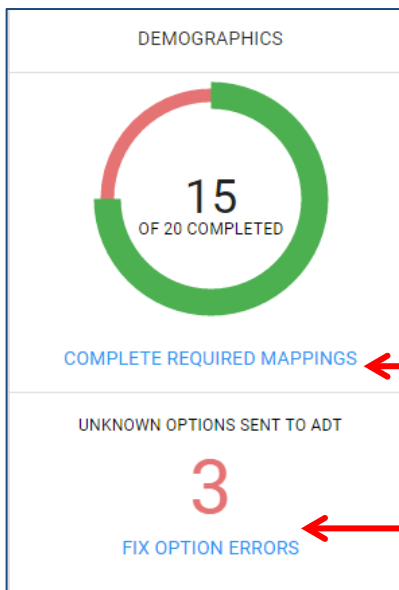 DEMOGRAPHICS
15
OF 20 COMPLETED
COMPLETE REQUIRED MAPPINGS
UNKNOWN OPTIONS SENT TO ADT
3
FIX OPTION ERRORS